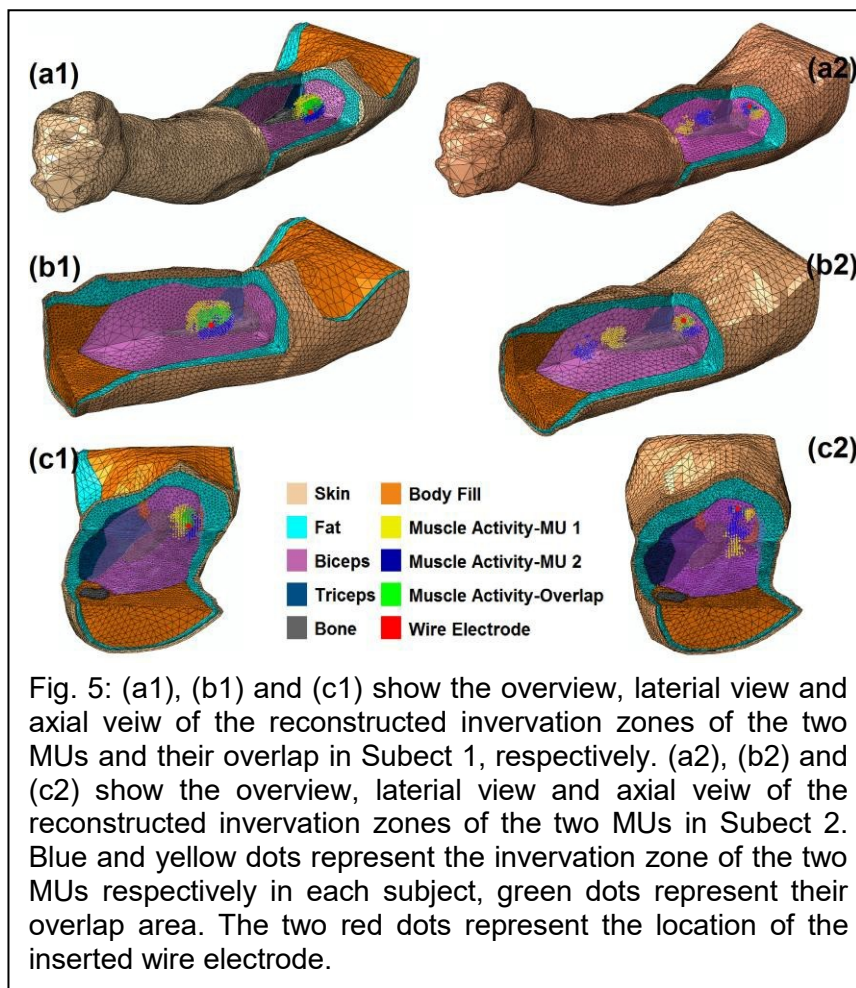 (a1)
(a2)
(b1)
(b2)
(c1)
(c2)
Skin
Body Fill
Fat
Muscle Activity-MU 1
Biceps
Muscle Activity-MU 2
Triceps
Muscle Activity-Overlap
Bone
Wire Electrode
Fig. 5: (a1), (b1) and (c1) show the overview, laterial view and
axial veiw of the reconstructed invervation zones of the two
MUs and their overlap in Subect 1, respectively. (a2), (b2) and
(c2) show the overview, laterial view and axial veiw of the
reconstructed invervation zones of the two MUs in Subect 2.
Blue and yellow dots represent the invervation zone of the two
MUs respectively in each subject, green dots represent their
overlap area. The two red dots represent the location of the
inserted wire electrode.